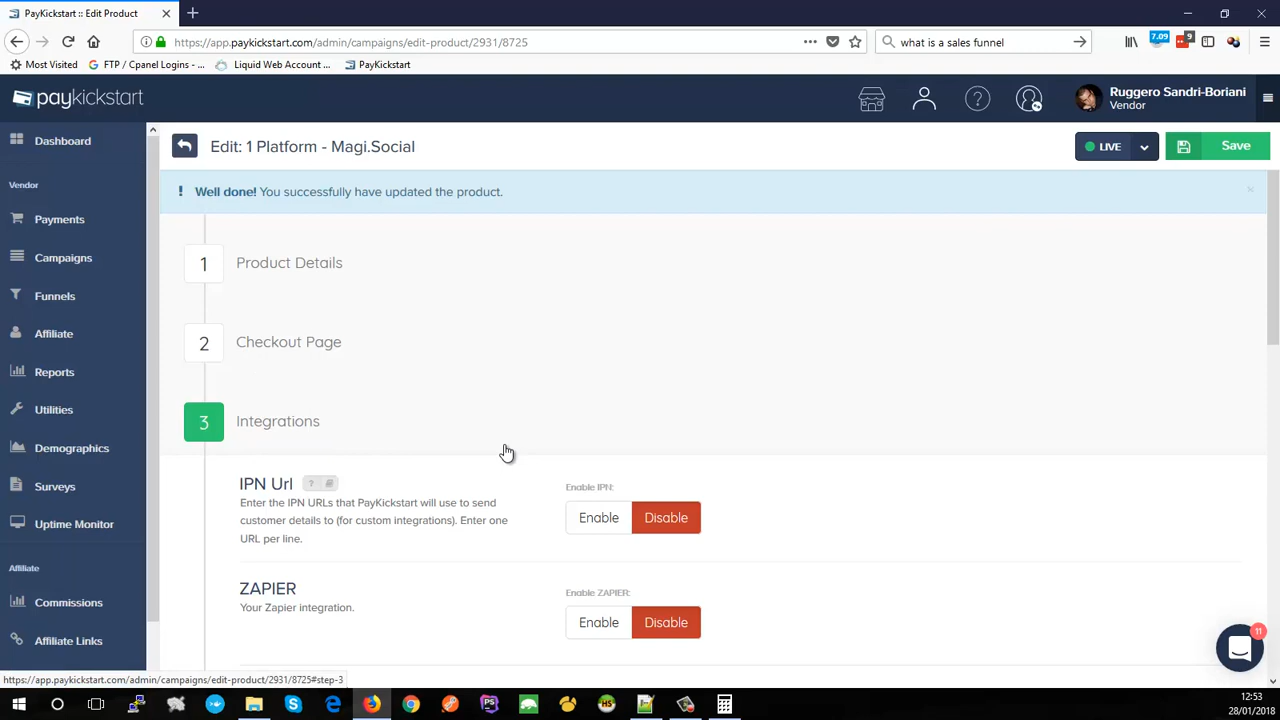 PayKickstart :: Edit Product
https://app.paykickstart.com/admin/campaigns/edit-product/2931/8725
what is a sales funnel
7.09
9
Most Visited
FTP / Cpanel Logins - ...
Liquid Web Account ...
PayKickstart
paykickstart
Ruggero Sandri-Boriani
Vendor
Dashboard
Vendor
Payments
Campaigns
Funnels
Affiliate
Reports
Utilities
Demographics
Surveys
Uptime Monitor
Affiliate
Commissions
Affiliate Links
Edit: 1 Platform - Magi.Social
LIVE
Save
! Well done! You successfully have updated the product.
×
1 Product Details
2 Checkout Page
3 Integrations
IPN Url ?
Enter the IPN URLs that PayKickstart will use to send
customer details to (for custom integrations). Enter one
URL per line.
Enable IPN:
Enable Disable
ZAPIER
Your Zapier integration.
Enable ZAPIER:
Enable Disable
11
https://app.paykickstart.com/admin/campaigns/edit-product/2931/8725#step-3
PS
HS
12:53
28/01/2018